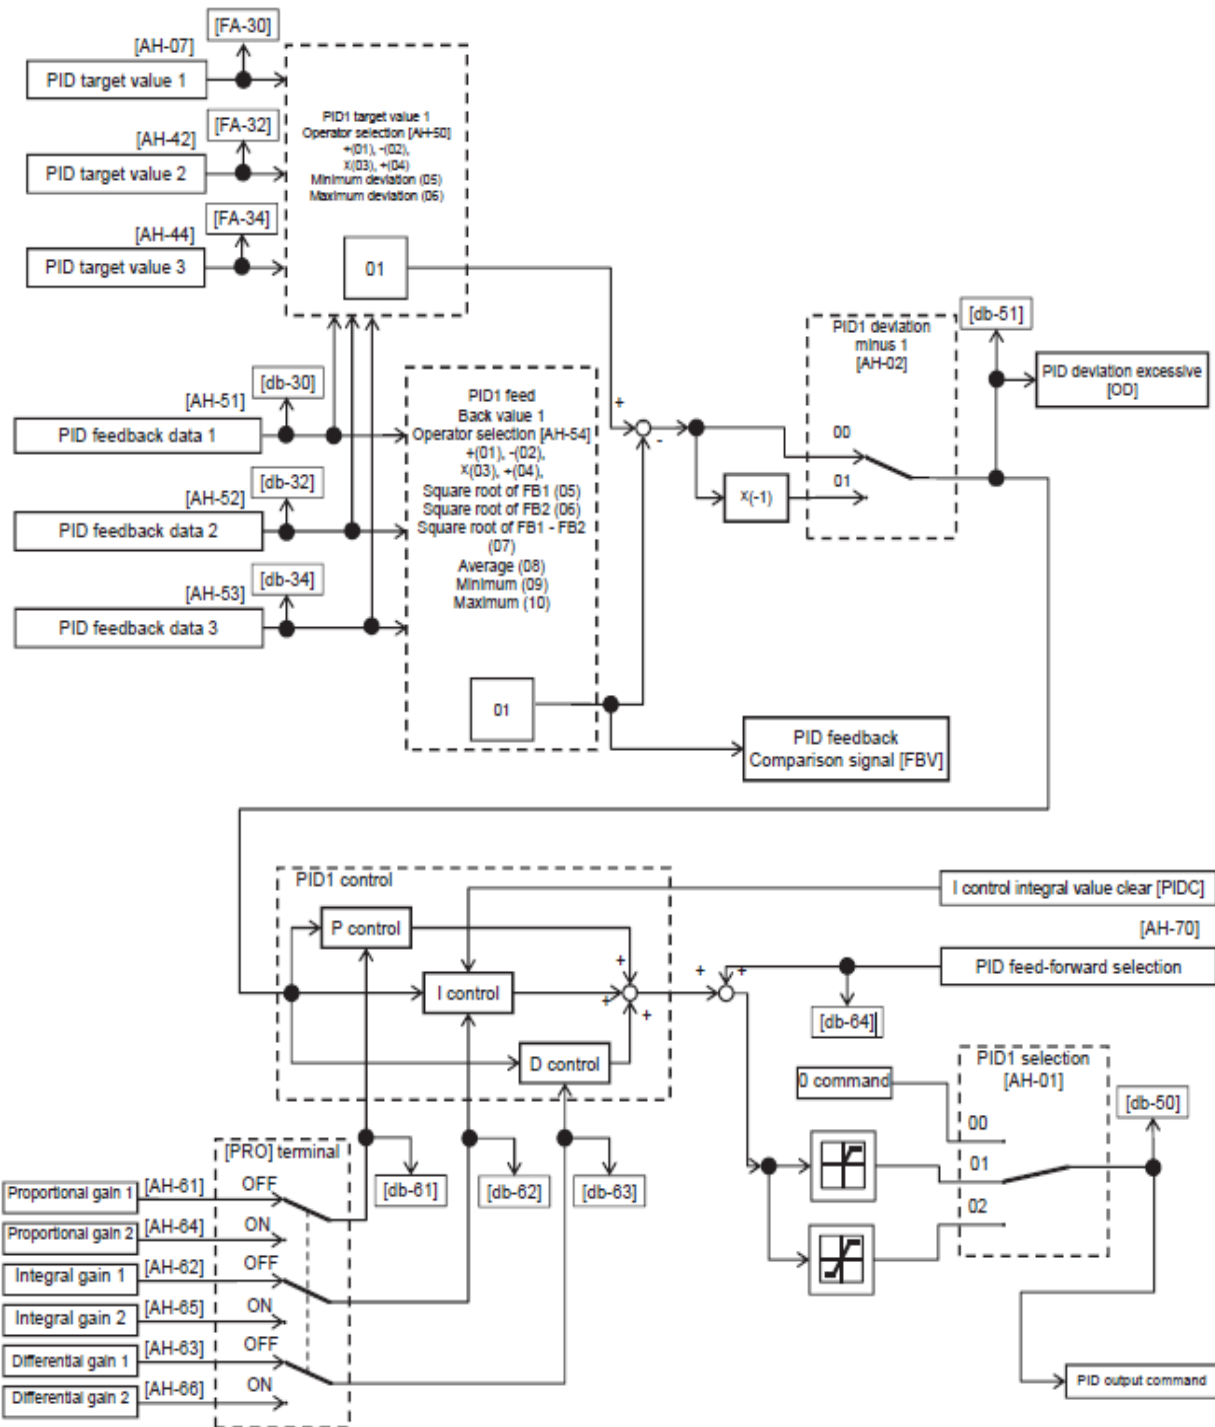 [FA-30]
[AH-07]
PID target value 1
[FA-32]
[AH-42]
PID target value 2
[FA-34]
[AH-44]
PID target value 3
PID1 target value 1
Operator selection [AH-50]
+(01), -(02),
X(03), +(04)
Minimum deviation (05)
Maximum deviation (06)
01
[db-30]
[AH-51]
PID feedback data 1
[db-32]
[AH-52]
PID feedback data 2
[db-34]
[AH-53]
PID feedback data 3
PID1 feed
Back value 1
Operator selection [AH-54]
+(01), -(02),
X(03), +(04),
Square root of FB1 (05)
Square root of FB2 (06)
Square root of FB1 - FB2
(07)
Average (08)
Minimum (09)
Maximum (10)
01
+
-
X(-1)
PID1 deviation
minus 1
[AH-02]
00
01
[db-51]
PID deviation excessive
[OD]
PID feedback
Comparison signal [FBV]
PID1 control
P control
I control
D control
+
+
+
I control integral value clear [PIDC]
[AH-70]
PID feed-forward selection
+
+
[db-64]
0 command
PID1 selection
[AH-01]
00
01
02
[db-50]
PID output command
[PRO] terminal
[db-61]
[db-62]
[db-63]
Proportional gain 1
[AH-61]
OFF
Proportional gain 2
[AH-64]
ON
Integral gain 1
[AH-62]
OFF
Integral gain 2
[AH-65]
ON
Differential gain 1
[AH-63]
OFF
Differential gain 2
[AH-66]
ON